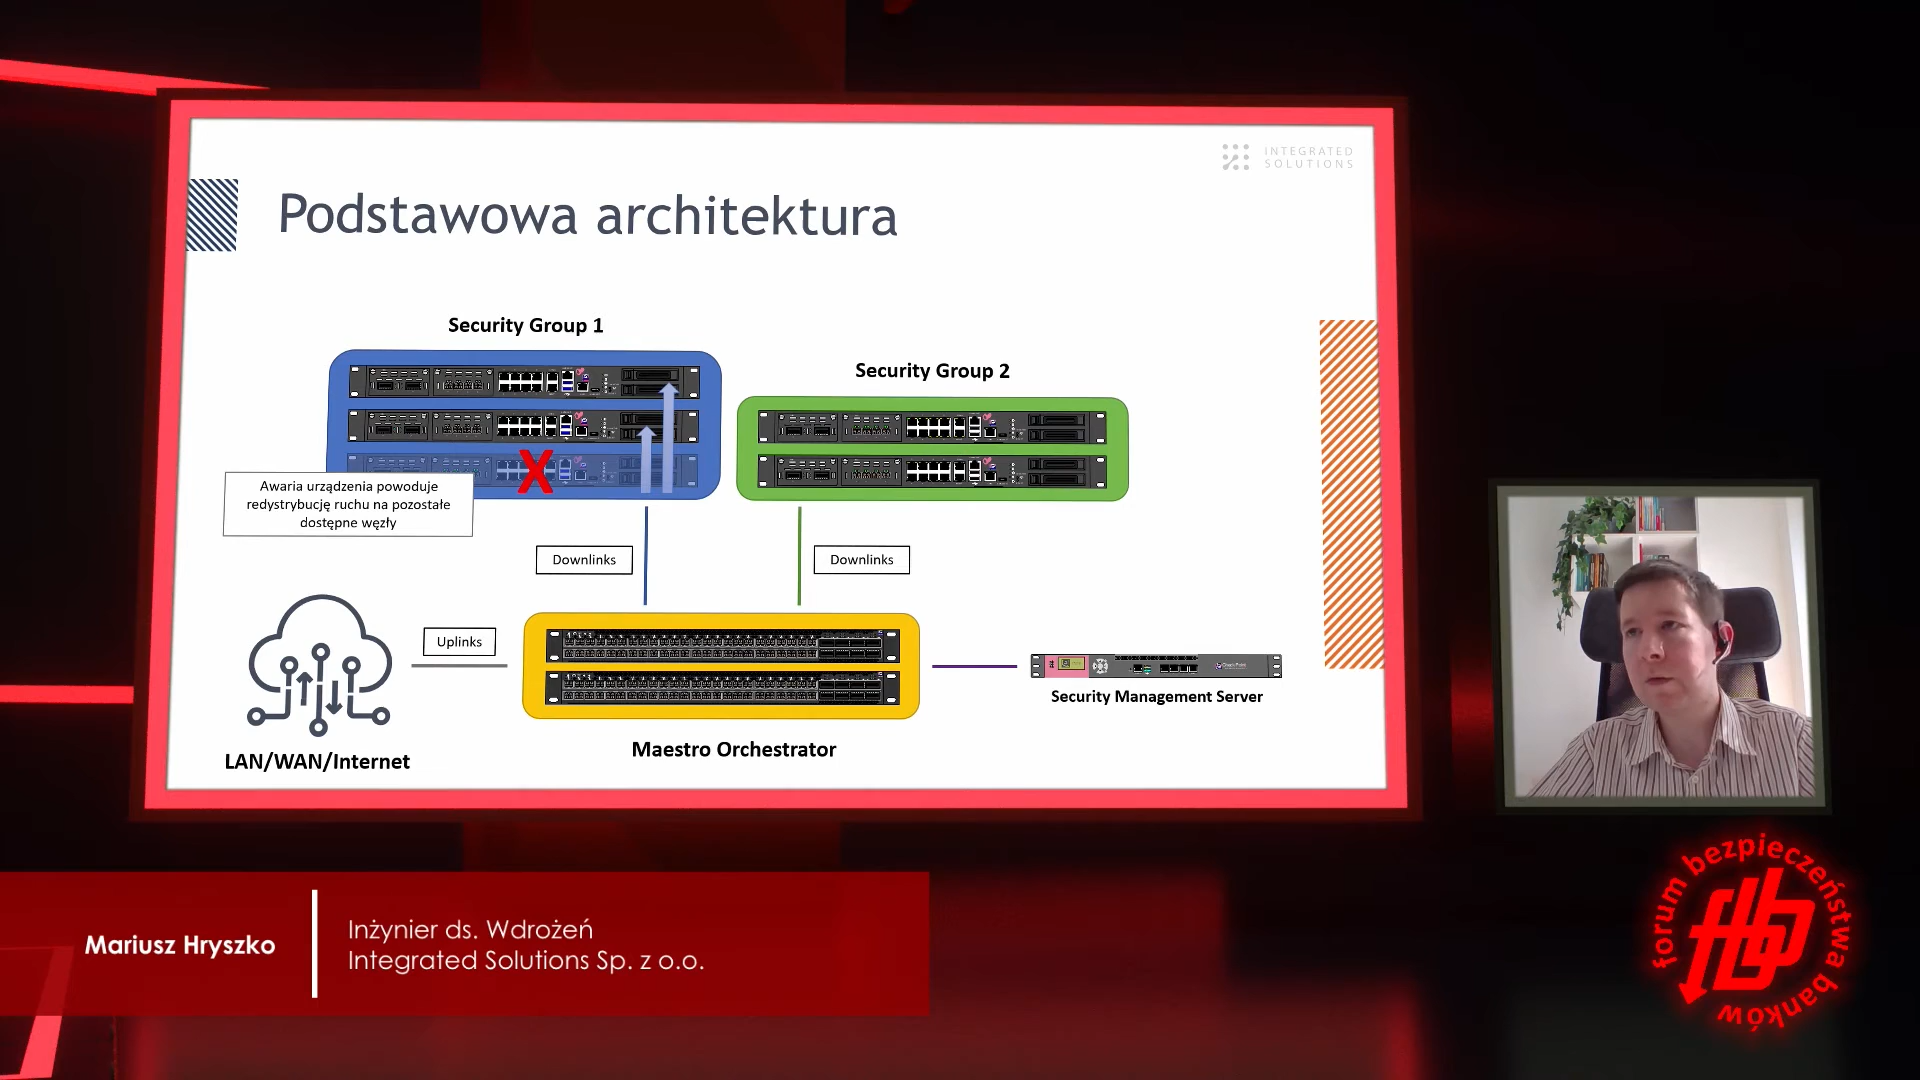 INTEGRATED
SOLUTIONS
Podstawowa architektura
Security Group 1
Security Group 2
X
Awaria urządzenia powoduje
redystrybucję ruchu na pozostałe
dostępne węzły
Downlinks
Downlinks
Uplinks
LAN/WAN/Internet
Maestro Orchestrator
Check Point
Security Management Server
Mariusz Hryszko
Inżynier ds. Wdrożeń
Integrated Solutions Sp. z o.o.
forum bezpieczeństwa banków
fbb